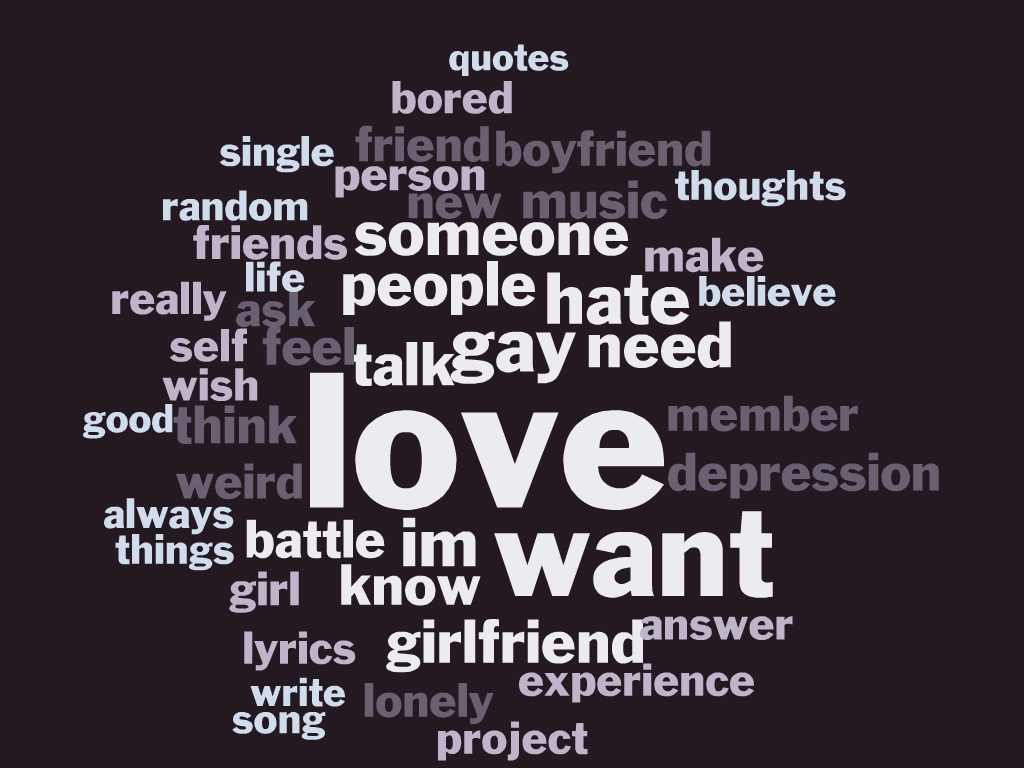 quotes
bored
friend boyfriend
single
person
thoughts
new music
random
someone
friends
make
life
people hate
believe
really
ask
gay need
self feel
talk
wish
love
good think
member
weird
depression
always
want
battle im
things
girl know
answer
lyrics girlfriend
experience
write
lonely
song
project